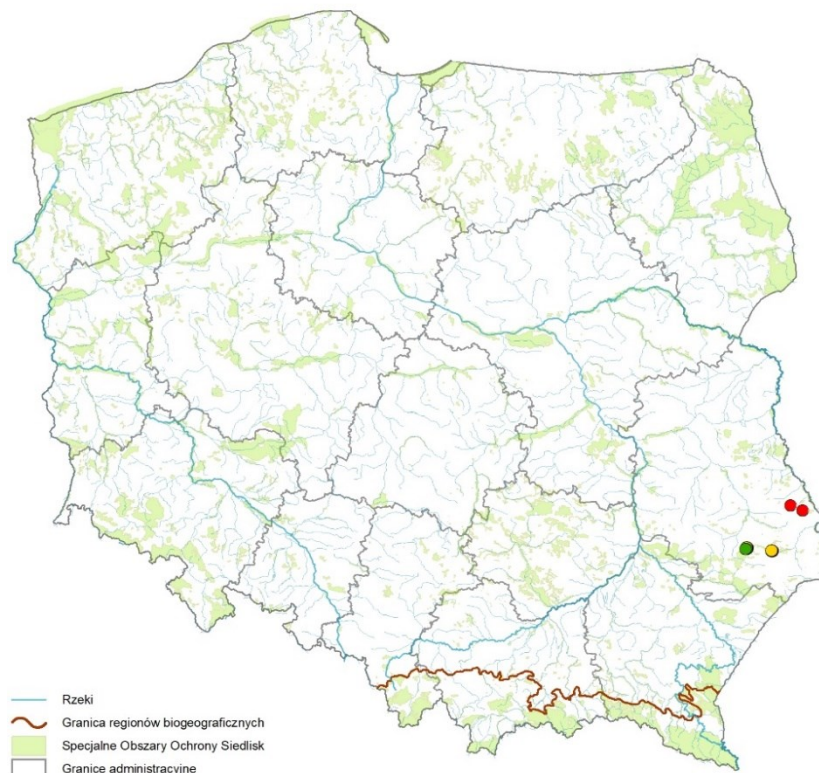 Rzeki
Granica regionów biogeograficznych
Specjalne Obszary Ochrony Siedlisk
Granice administracyjne